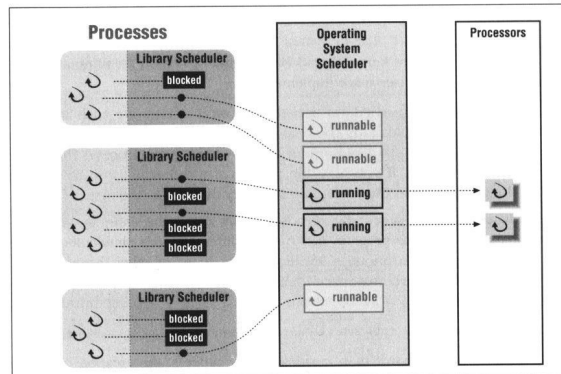 Processes
Library Scheduler
blocked
Library Scheduler
blocked
blocked
blocked
Library Scheduler
blocked
blocked
Operating
System
Scheduler
runnable
runnable
running
running
runnable
Processors